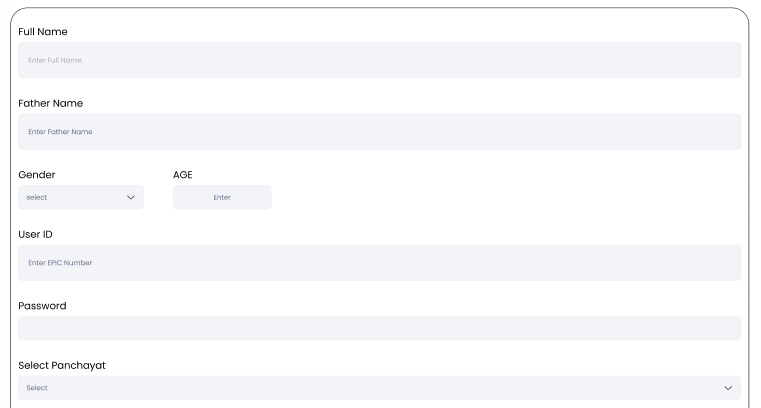 Full Name
Enter Full Name
Father Name
Enter Father Name
Gender AGE
select Enter
User ID
Enter EPIC Number
Password
Select Panchayat
Select